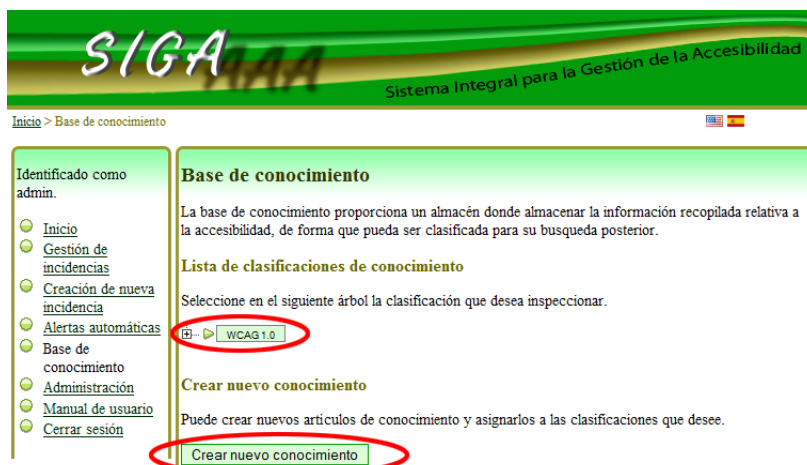 SIGA
AAA
Sistema Integral para la Gestión de la Accesibilidad
Inicio > Base de conocimiento
Identificado como
admin.
Inicio
Gestión de
incidencias
Creación de nueva
incidencia
Alertas automáticas
Base de
conocimiento
Administración
Manual de usuario
Cerrar sesión
Base de conocimiento
La base de conocimiento proporciona un almacén donde almacenar la información recopilada relativa a
la accesibilidad, de forma que pueda ser clasificada para su busqueda posterior.
Lista de clasificaciones de conocimiento
Seleccione en el siguiente árbol la clasificación que desea inspeccionar.
WCAG 1.0
Crear nuevo conocimiento
Puede crear nuevos artículos de conocimiento y asignarlos a las clasificaciones que desee.
Crear nuevo conocimiento